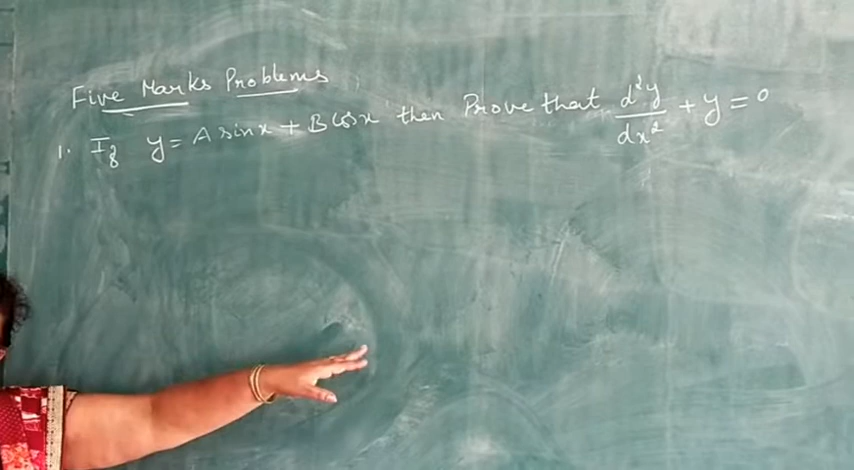 Five Marks Problems
1. If y = A sin x + B cos x then Prove that d²y/dx² + y = 0